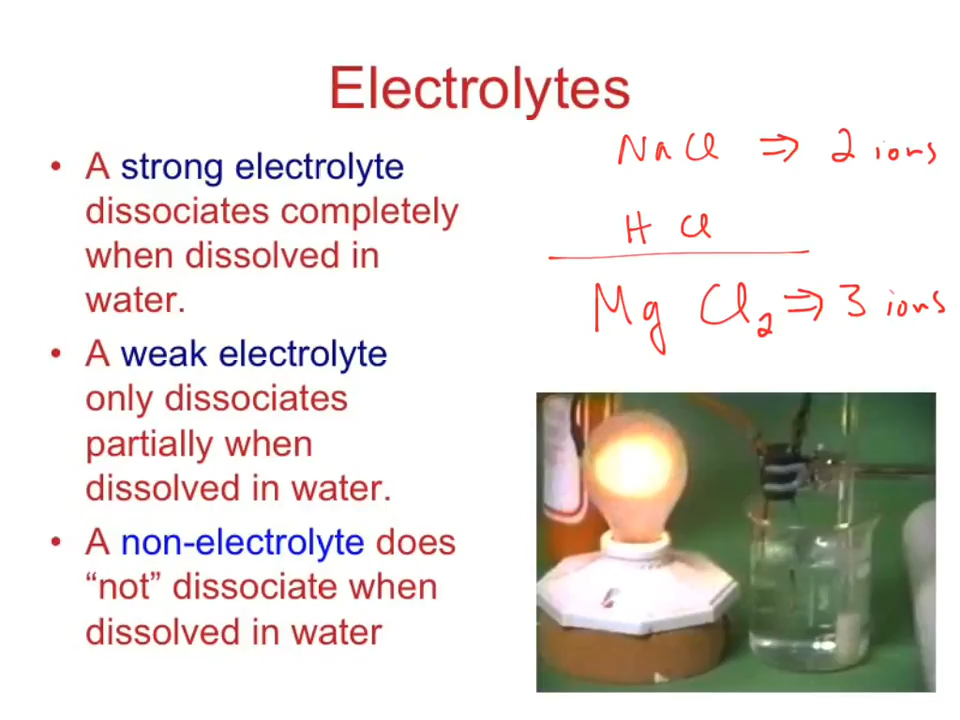 Electrolytes
• A strong electrolyte
dissociates completely
when dissolved in
water.
• A weak electrolyte
only dissociates
partially when
dissolved in water.
• A non-electrolyte does
“not” dissociate when
dissolved in water
NaCl ⇒ 2 ions
HCl
MgCl₂ ⇒ 3 ions